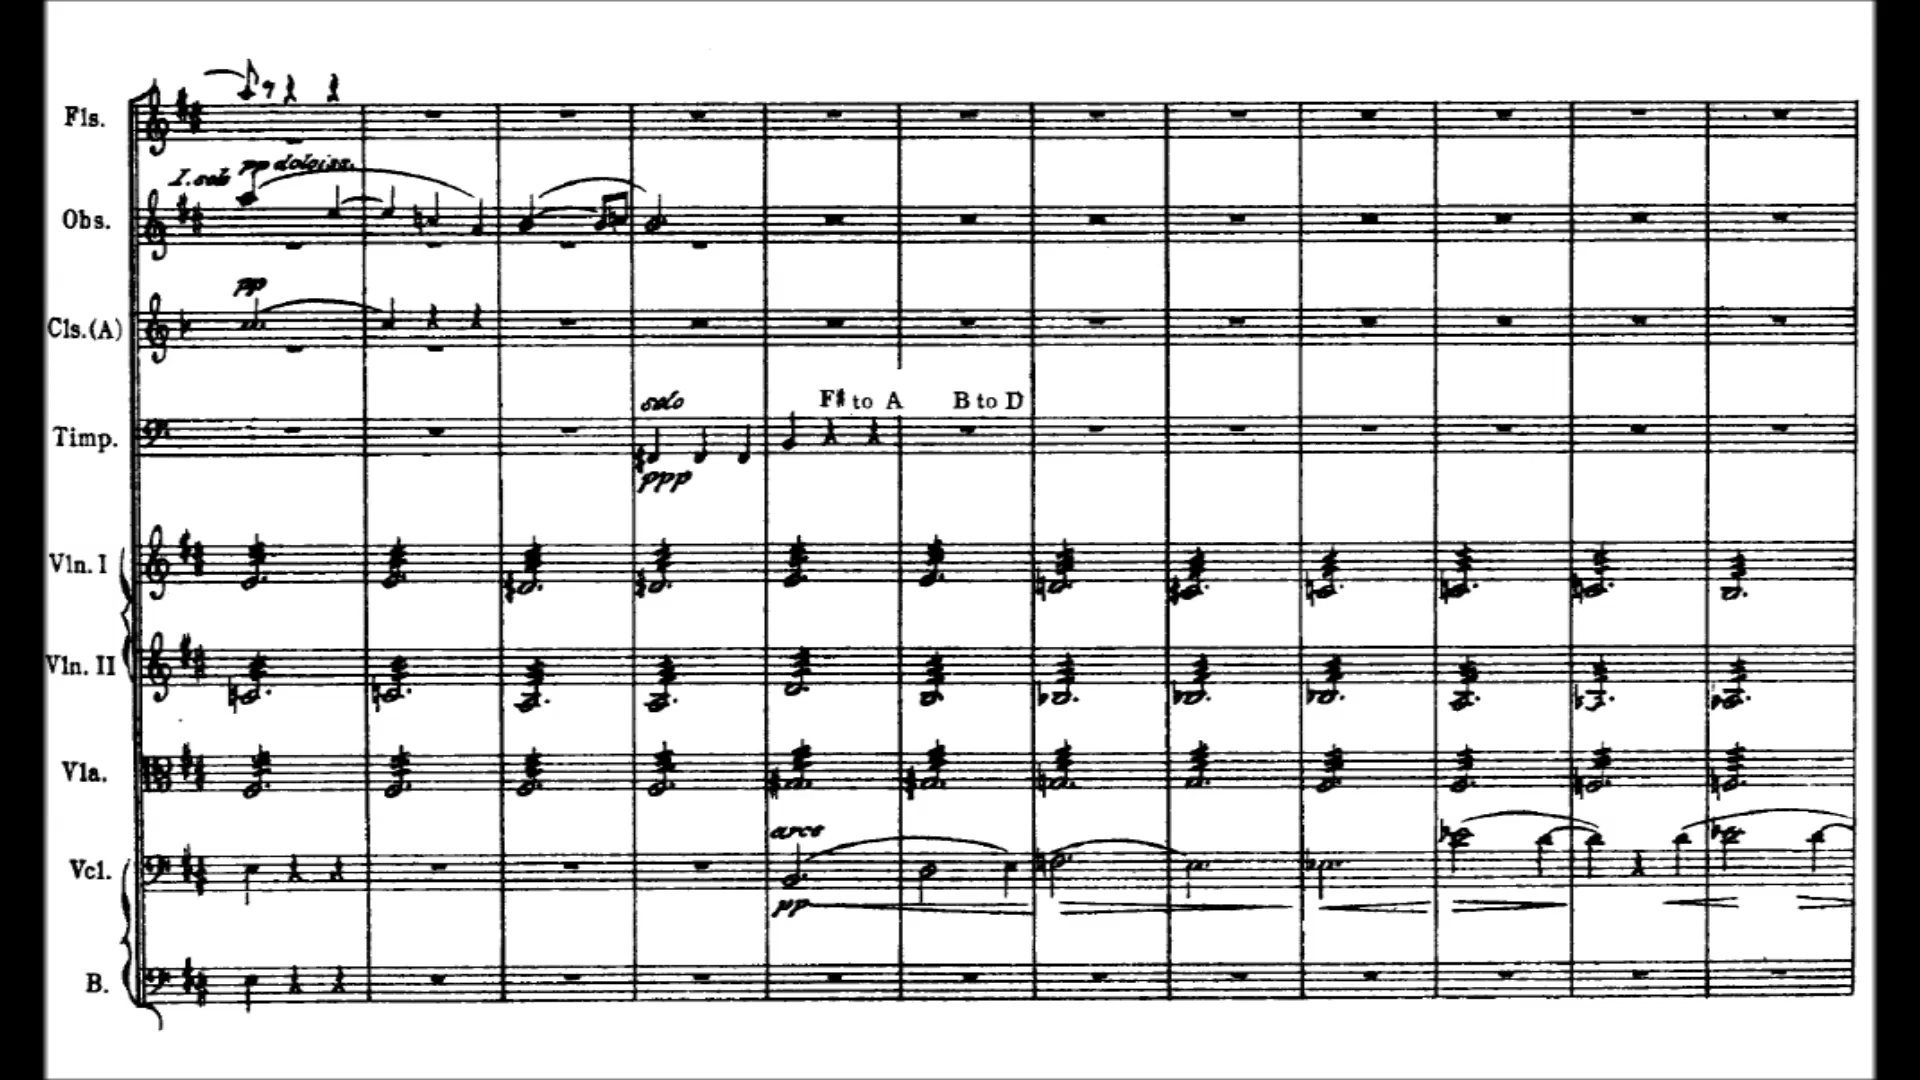 Fls.
I. solo pp dolciss.
Obs.
pp
Cls.(A)
solo F# to A B to D
Timp.
ppp
Vln. I
Vln. II
Vla.
arco
Vcl.
pp
B.